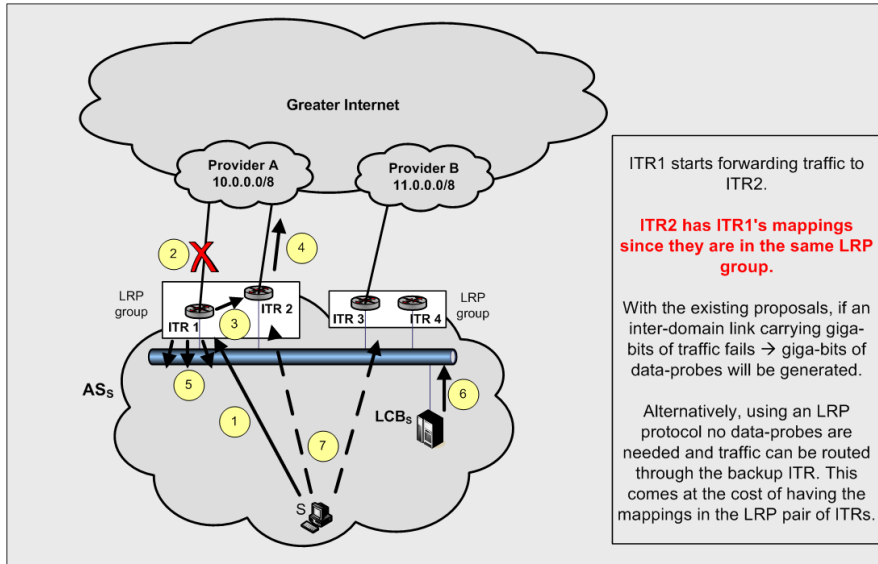 Greater Internet
Provider A
10.0.0.0/8
Provider B
11.0.0.0/8
2
X
4
LRP
group
ITR 1
ITR 2
3
ITR 3
ITR 4
LRP
group
5
ASS
1
LCBS
6
7
S
ITR1 starts forwarding traffic to
ITR2.
ITR2 has ITR1's mappings
since they are in the same LRP
group.
With the existing proposals, if an
inter-domain link carrying giga-
bits of traffic fails → giga-bits of
data-probes will be generated.
Alternatively, using an LRP
protocol no data-probes are
needed and traffic can be routed
through the backup ITR. This
comes at the cost of having the
mappings in the LRP pair of ITRs.